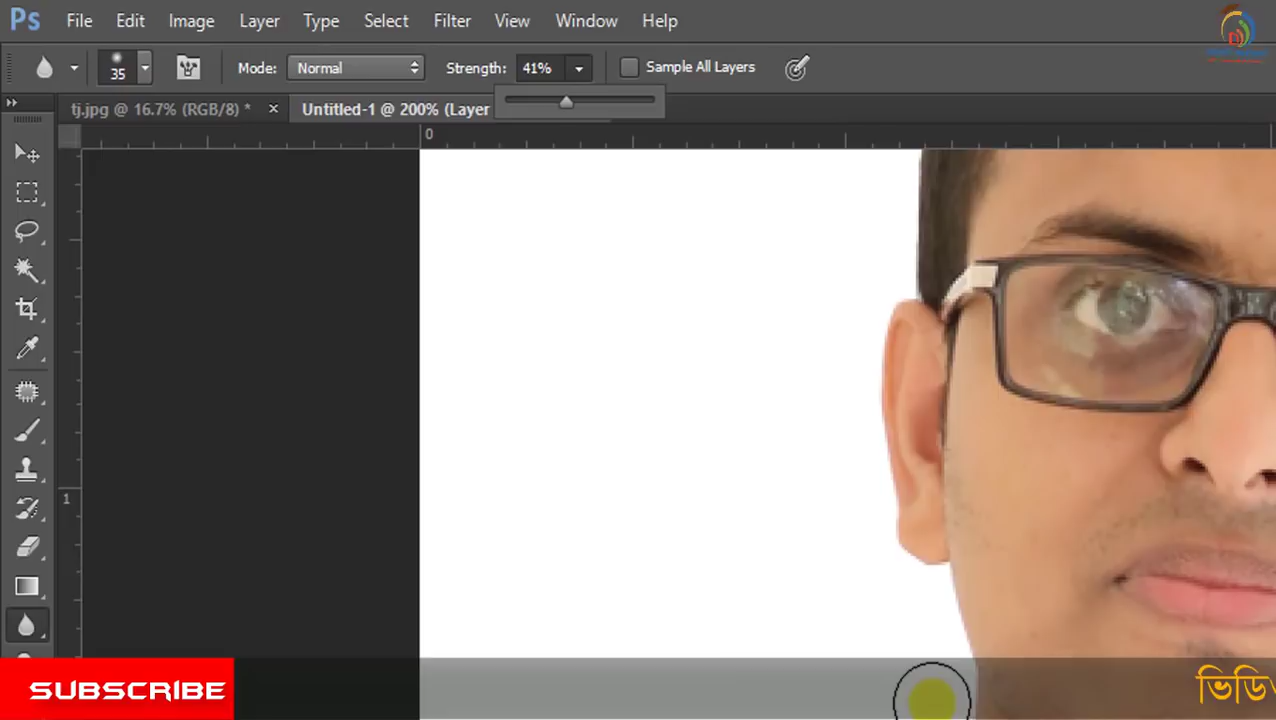 Ps File Edit Image Layer Type Select Filter View Window Help
35 Mode: Normal Strength: 41% Sample All Layers
tj.jpg @ 16.7% (RGB/8) * × Untitled-1 @ 200% (Layer
0
1
SUBSCRIBE